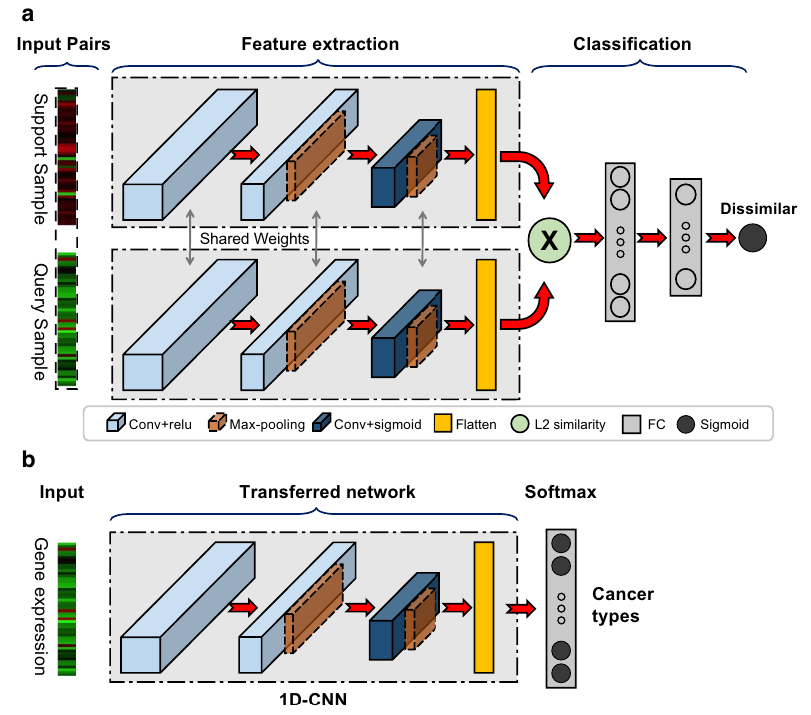 a
Input Pairs
Feature extraction
Classification
Support Sample
Query Sample
Shared Weights
X
Dissimilar
Conv+relu
Max-pooling
Conv+sigmoid
Flatten
L2 similarity
FC
Sigmoid
b
Input
Transferred network
Softmax
Gene expression
Cancer
types
1D-CNN